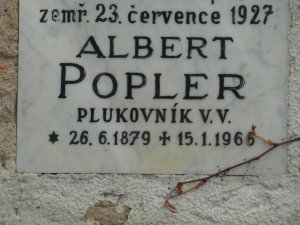 zemř. 23. července 1927
ALBERT
POPLER
PLUKOVNÍK V.V.
* 26.6.1879 + 15.1.1966